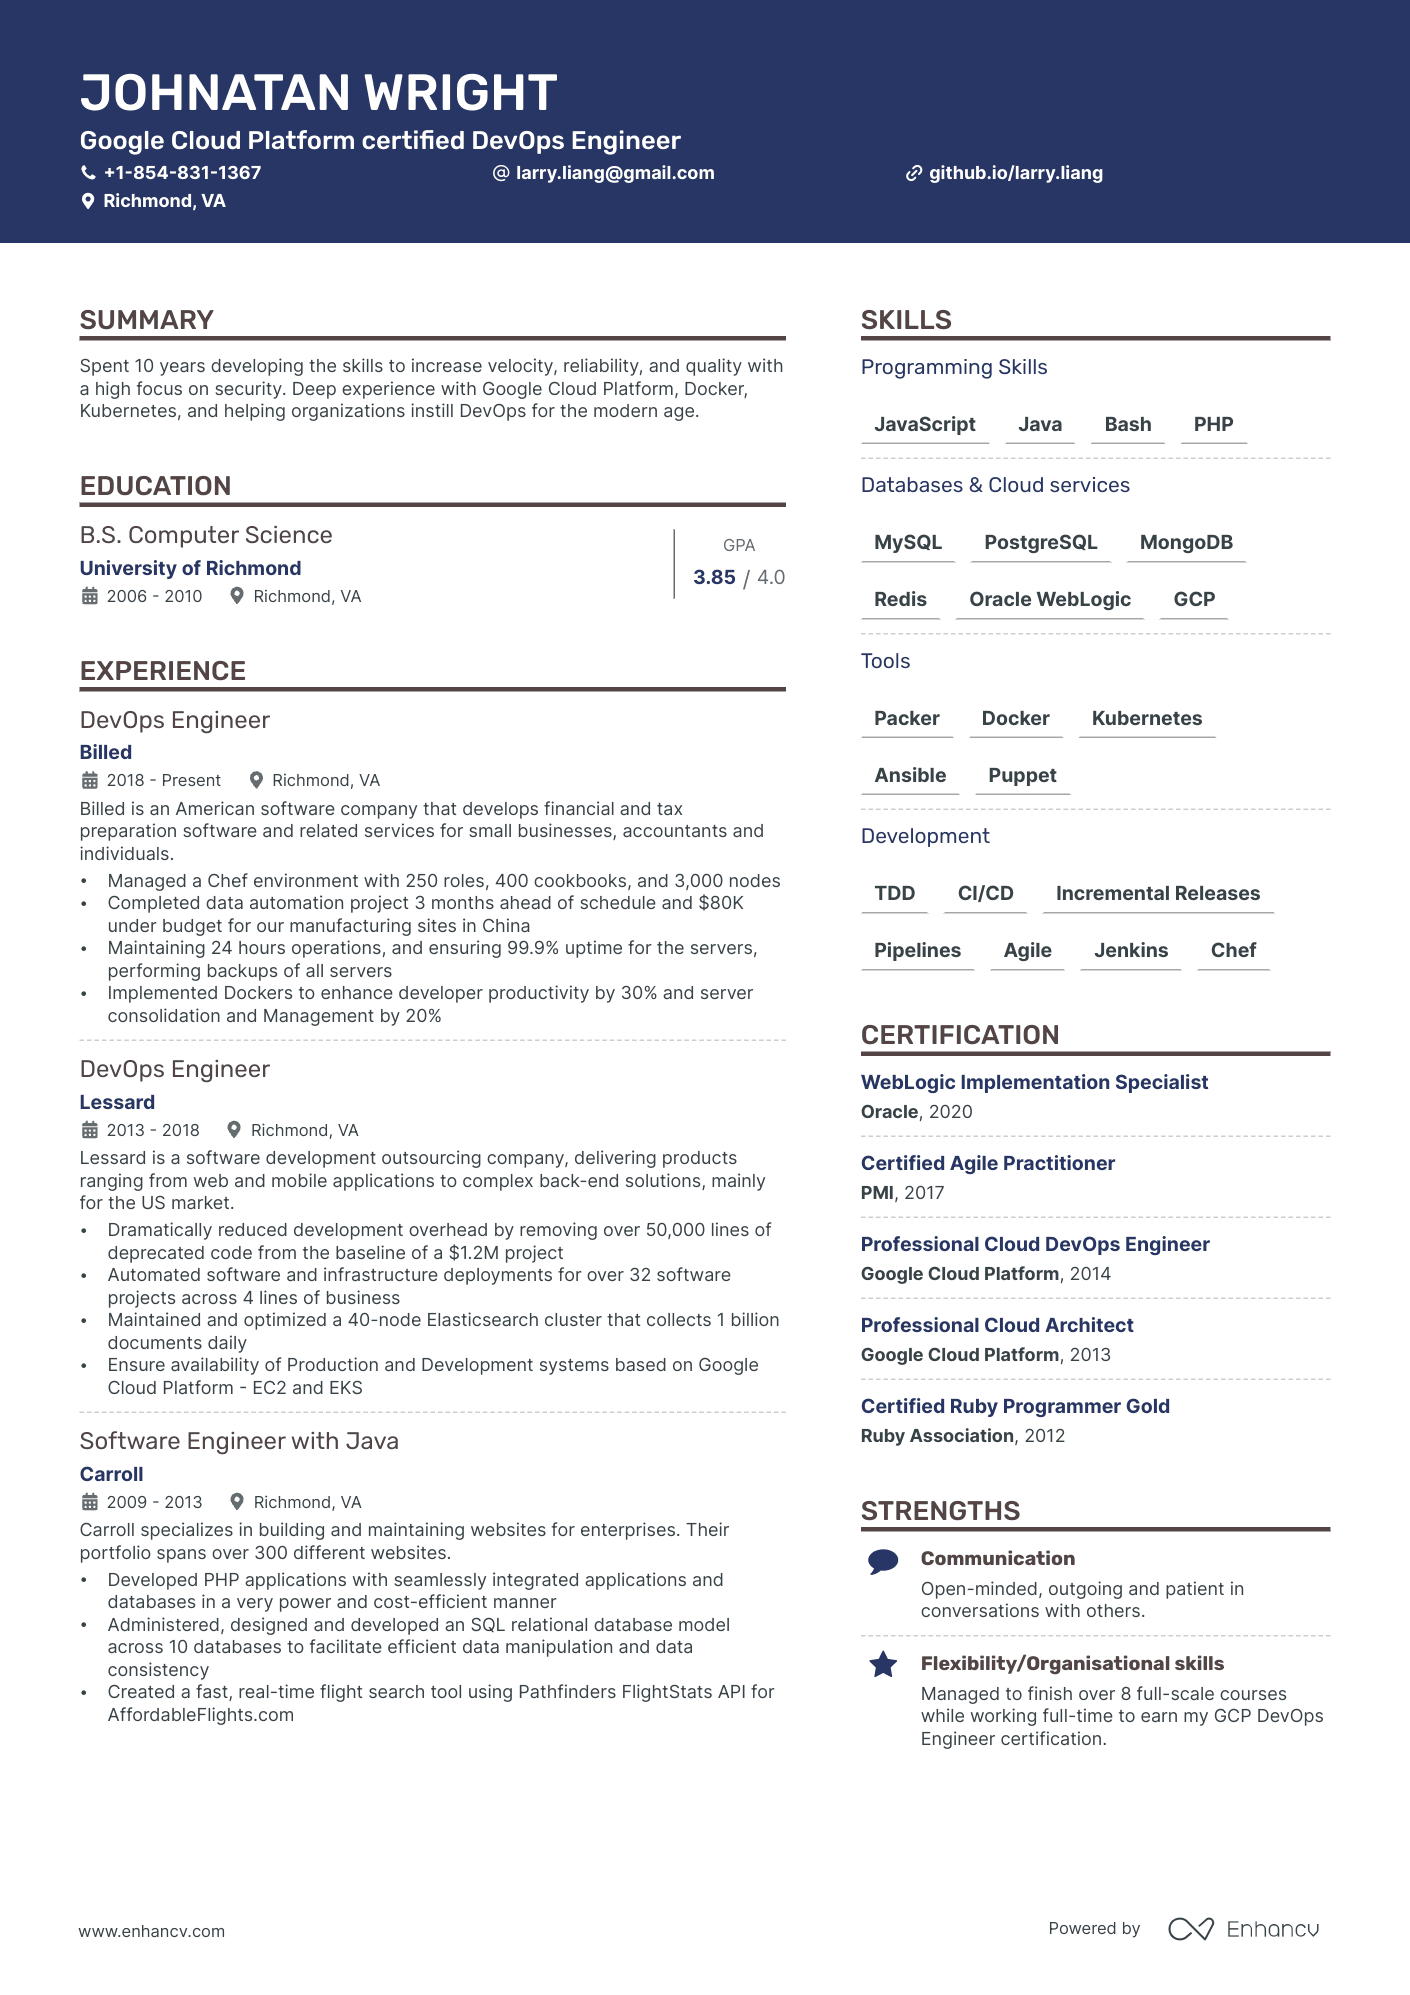 JOHNATAN WRIGHT
Google Cloud Platform certified DevOps Engineer
+1-854-831-1367
@ larry.liang@gmail.com
github.io/larry.liang
Richmond, VA
SUMMARY
Spent 10 years developing the skills to increase velocity, reliability, and quality with
a high focus on security. Deep experience with Google Cloud Platform, Docker,
Kubernetes, and helping organizations instill DevOps for the modern age.
EDUCATION
B.S. Computer Science
University of Richmond
2006 - 2010 Richmond, VA
GPA
3.85 / 4.0
EXPERIENCE
DevOps Engineer
Billed
2018 - Present Richmond, VA
Billed is an American software company that develops financial and tax
preparation software and related services for small businesses, accountants and
individuals.
• Managed a Chef environment with 250 roles, 400 cookbooks, and 3,000 nodes
• Completed data automation project 3 months ahead of schedule and $80K
under budget for our manufacturing sites in China
• Maintaining 24 hours operations, and ensuring 99.9% uptime for the servers,
performing backups of all servers
• Implemented Dockers to enhance developer productivity by 30% and server
consolidation and Management by 20%
DevOps Engineer
Lessard
2013 - 2018 Richmond, VA
Lessard is a software development outsourcing company, delivering products
ranging from web and mobile applications to complex back-end solutions, mainly
for the US market.
• Dramatically reduced development overhead by removing over 50,000 lines of
deprecated code from the baseline of a $1.2M project
• Automated software and infrastructure deployments for over 32 software
projects across 4 lines of business
• Maintained and optimized a 40-node Elasticsearch cluster that collects 1 billion
documents daily
• Ensure availability of Production and Development systems based on Google
Cloud Platform - EC2 and EKS
Software Engineer with Java
Carroll
2009 - 2013 Richmond, VA
Carroll specializes in building and maintaining websites for enterprises. Their
portfolio spans over 300 different websites.
• Developed PHP applications with seamlessly integrated applications and
databases in a very power and cost-efficient manner
• Administered, designed and developed an SQL relational database model
across 10 databases to facilitate efficient data manipulation and data
consistency
• Created a fast, real-time flight search tool using Pathfinders FlightStats API for
AffordableFlights.com
SKILLS
Programming Skills
JavaScript Java Bash PHP
Databases & Cloud services
MySQL PostgreSQL MongoDB
Redis Oracle WebLogic GCP
Tools
Packer Docker Kubernetes
Ansible Puppet
Development
TDD CI/CD Incremental Releases
Pipelines Agile Jenkins Chef
CERTIFICATION
WebLogic Implementation Specialist
Oracle, 2020
Certified Agile Practitioner
PMI, 2017
Professional Cloud DevOps Engineer
Google Cloud Platform, 2014
Professional Cloud Architect
Google Cloud Platform, 2013
Certified Ruby Programmer Gold
Ruby Association, 2012
STRENGTHS
Communication
Open-minded, outgoing and patient in
conversations with others.
Flexibility/Organisational skills
Managed to finish over 8 full-scale courses
while working full-time to earn my GCP DevOps
Engineer certification.
www.enhancv.com
Powered by Enhancv